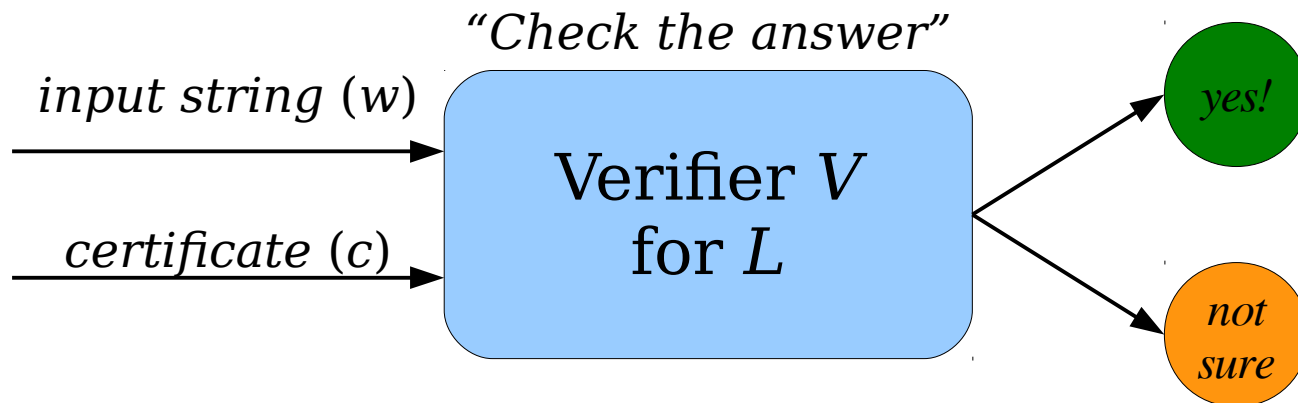 “Check the answer”
input string (w)
certificate (c)
Verifier V
for L
yes!
not
sure